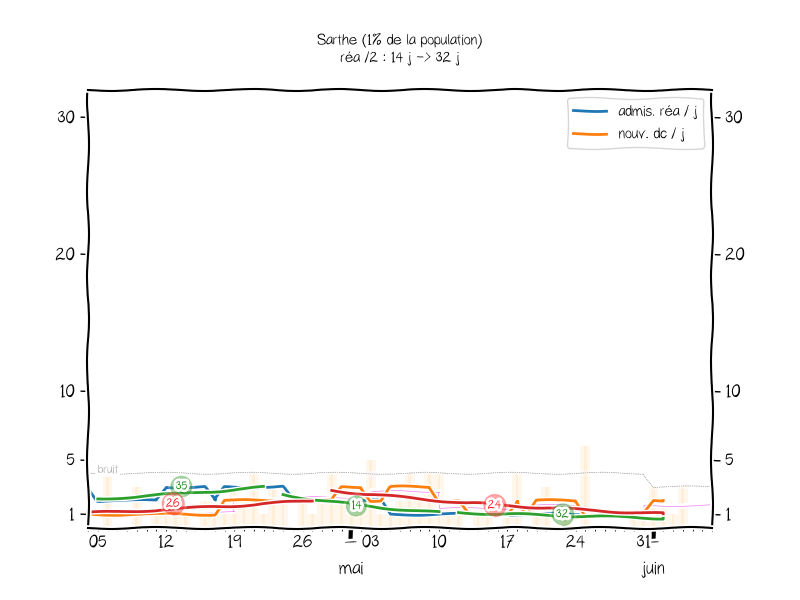 Sarthe (1% de la population)
réa /2 : 14 j -> 32 j
admis. réa / j
nouv. dc / j
30
30
20
20
10
10
5
5
1
1
bruit
35
26
14
24
32
05 12 19 26 03 10 17 24 31
mai juin